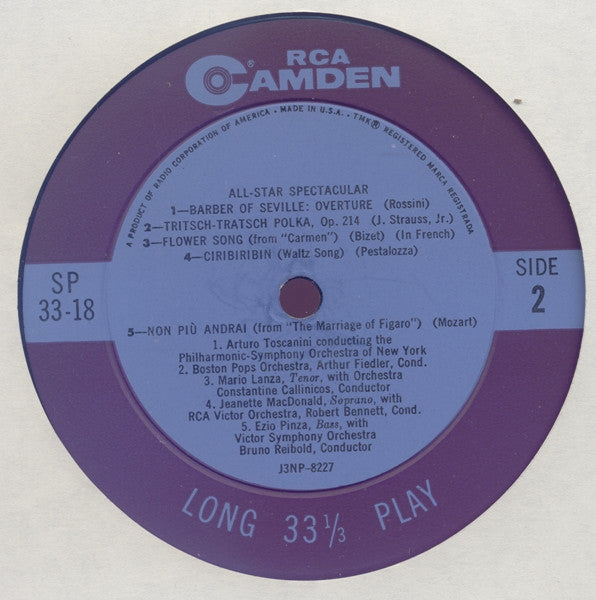 RCA
CAMDEN
®
A PRODUCT OF RADIO CORPORATION OF AMERICA • MADE IN U.S.A. • TMK® REGISTERED MARCA REGISTRADA
ALL-STAR SPECTACULAR
1—BARBER OF SEVILLE: OVERTURE (Rossini)
2—TRITSCH-TRATSCH POLKA, Op. 214 (J. Strauss, Jr.)
3—FLOWER SONG (from "Carmen") (Bizet) (In French)
4—CIRIBIRIBIN (Waltz Song) (Pestalozza)
SP
33-18
SIDE
2
5—NON PIÙ ANDRAI (from "The Marriage of Figaro") (Mozart)
1. Arturo Toscanini conducting the
Philharmonic-Symphony Orchestra of New York
2. Boston Pops Orchestra, Arthur Fiedler, Cond.
3. Mario Lanza, Tenor, with Orchestra
Constantine Callinicos, Conductor
4. Jeanette MacDonald, Soprano, with
RCA Victor Orchestra, Robert Bennett, Cond.
5. Ezio Pinza, Bass, with
Victor Symphony Orchestra
Bruno Reibold, Conductor
J3NP-8227
LONG 33 1/3 PLAY